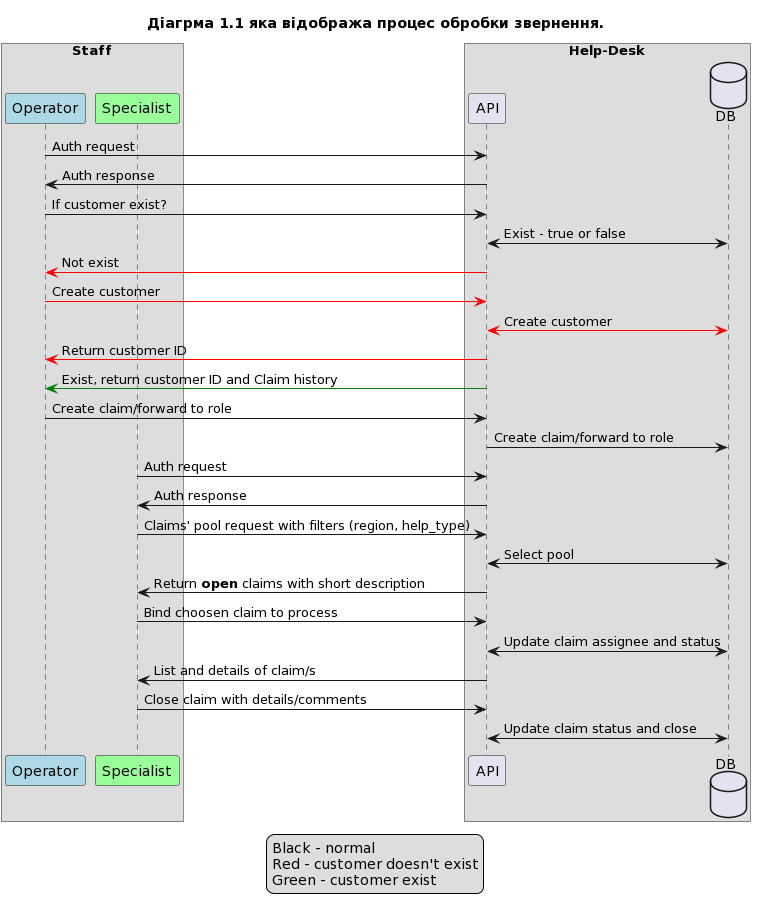 Діагрма 1.1 яка відобража процес обробки звернення.
Staff
Help-Desk
Operator
Specialist
API
DB
Auth request
Auth response
If customer exist?
Exist - true or false
Not exist
Create customer
Create customer
Return customer ID
Exist, return customer ID and Claim history
Create claim/forward to role
Create claim/forward to role
Auth request
Auth response
Claims' pool request with filters (region, help_type)
Select pool
Return open claims with short description
Bind choosen claim to process
Update claim assignee and status
List and details of claim/s
Close claim with details/comments
Update claim status and close
Operator
Specialist
API
DB
Black - normal
Red - customer doesn't exist
Green - customer exist